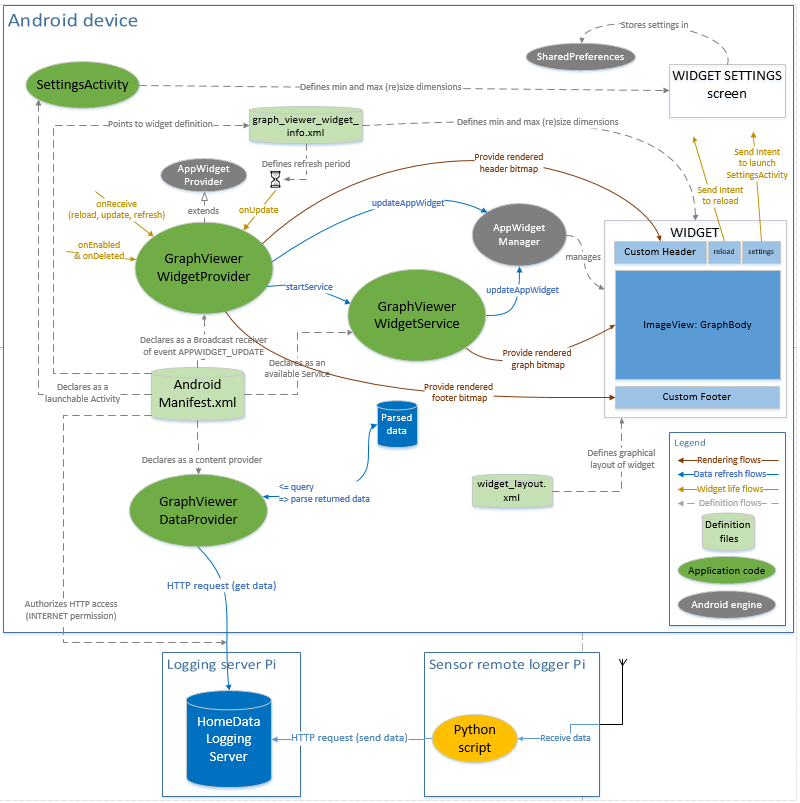 Android device
Stores settings in
SharedPreferences
WIDGET SETTINGS
screen
SettingsActivity
Defines min and max (re)size dimensions
graph_viewer_widget_
info.xml
Points to widget definition
Defines min and max (re)size dimensions
Defines refresh period
Send Intent
to launch
SettingsActivity
Send Intent
to reload
AppWidget
Provider
extends
Provide rendered
header bitmap
onReceive
(reload, update, refresh)
onUpdate
updateAppWidget
AppWidget
Manager
manages
WIDGET
Custom Header
reload
settings
onEnabled
& onDeleted
GraphViewer
WidgetProvider
startService
GraphViewer
WidgetService
updateAppWidget
ImageView: GraphBody
Declares as a Broadcast receiver
of event APPWIDGET_UPDATE
Declares as an
available Service
Provide rendered
graph bitmap
Declares as a
launchable Activity
Android
Manifest.xml
Provide rendered
footer bitmap
Custom Footer
Parsed
data
Declares as a content provider
Defines graphical
layout of widget
widget_layout.
xml
<= query
=> parse returned data
GraphViewer
DataProvider
Legend
Rendering flows
Data refresh flows
Widget life flows
Definition flows
Definition
files
Application code
Android engine
HTTP request (get data)
Authorizes HTTP access
(INTERNET permission)
Logging server Pi
HomeData
Logging
Server
HTTP request (send data)
Sensor remote logger Pi
Python
script
Receive data